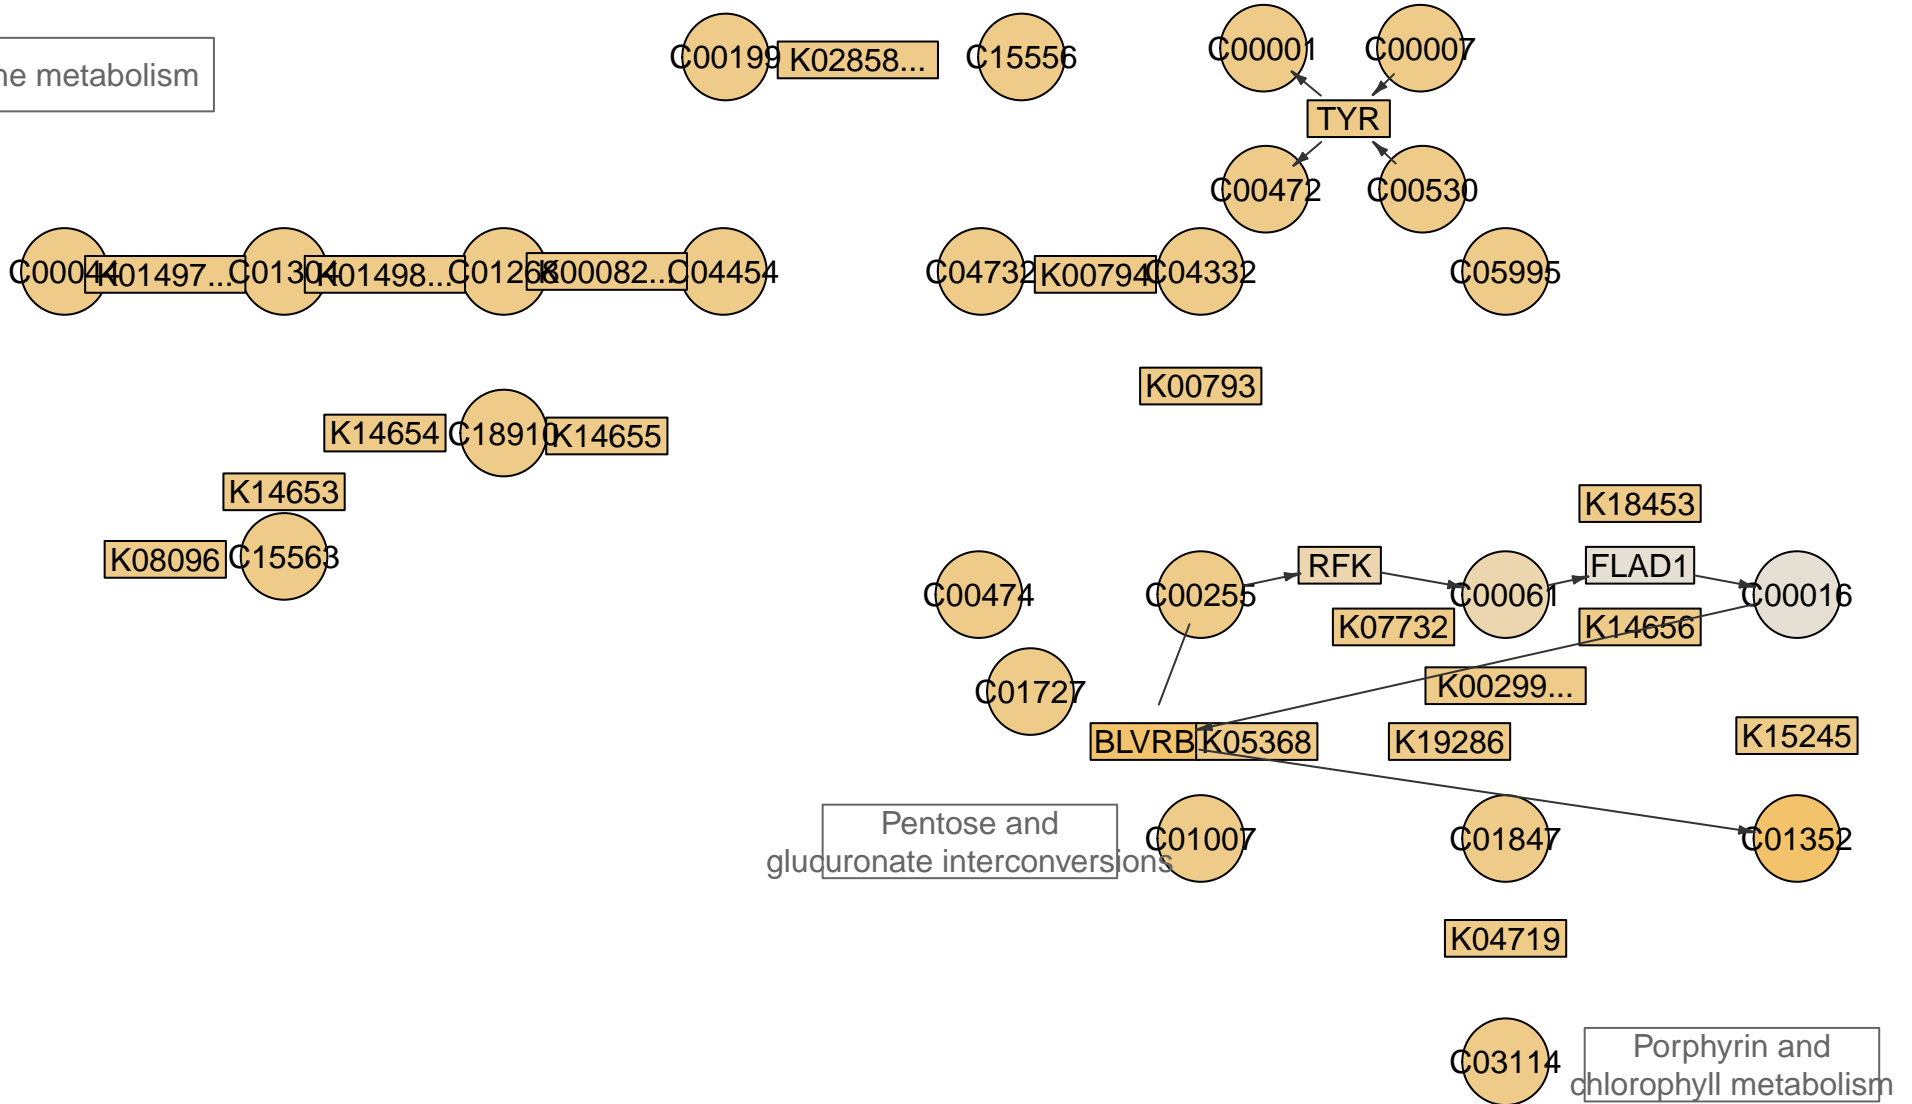 C00199
K02858...
C15556
C00001
C00007
ne metabolism
TYR
C00472
C00530
C00044
K01497...
C01304
K01498...
C01268
K00082...
C04454
C04732
K00794
C04332
C05995
K00793
K14654
C18910
K14655
K14653
K08096
C15563
K18453
RFK
FLAD1
C00474
C00255
C00061
C00016
K07732
K14656
C01727
K00299...
BLVRB
K05368
K19286
K15245
Pentose and
glucuronate interconversions
C01007
C01847
C01352
K04719
C03114
Porphyrin and
chlorophyll metabolism